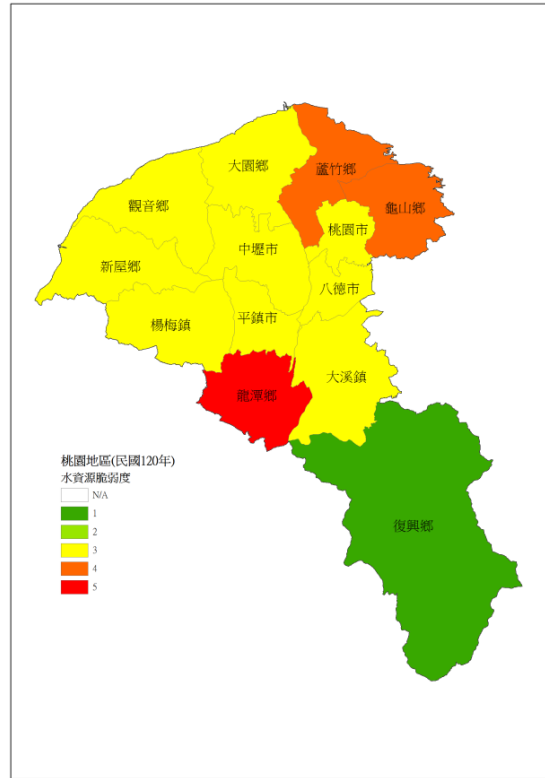 大園鄉
蘆竹鄉
觀音鄉
龜山鄉
桃園市
中壢市
新屋鄉
八德市
楊梅鎮
平鎮市
大溪鎮
龍潭鄉
復興鄉
桃園地區(民國120年)
水資源脆弱度
N/A
1
2
3
4
5